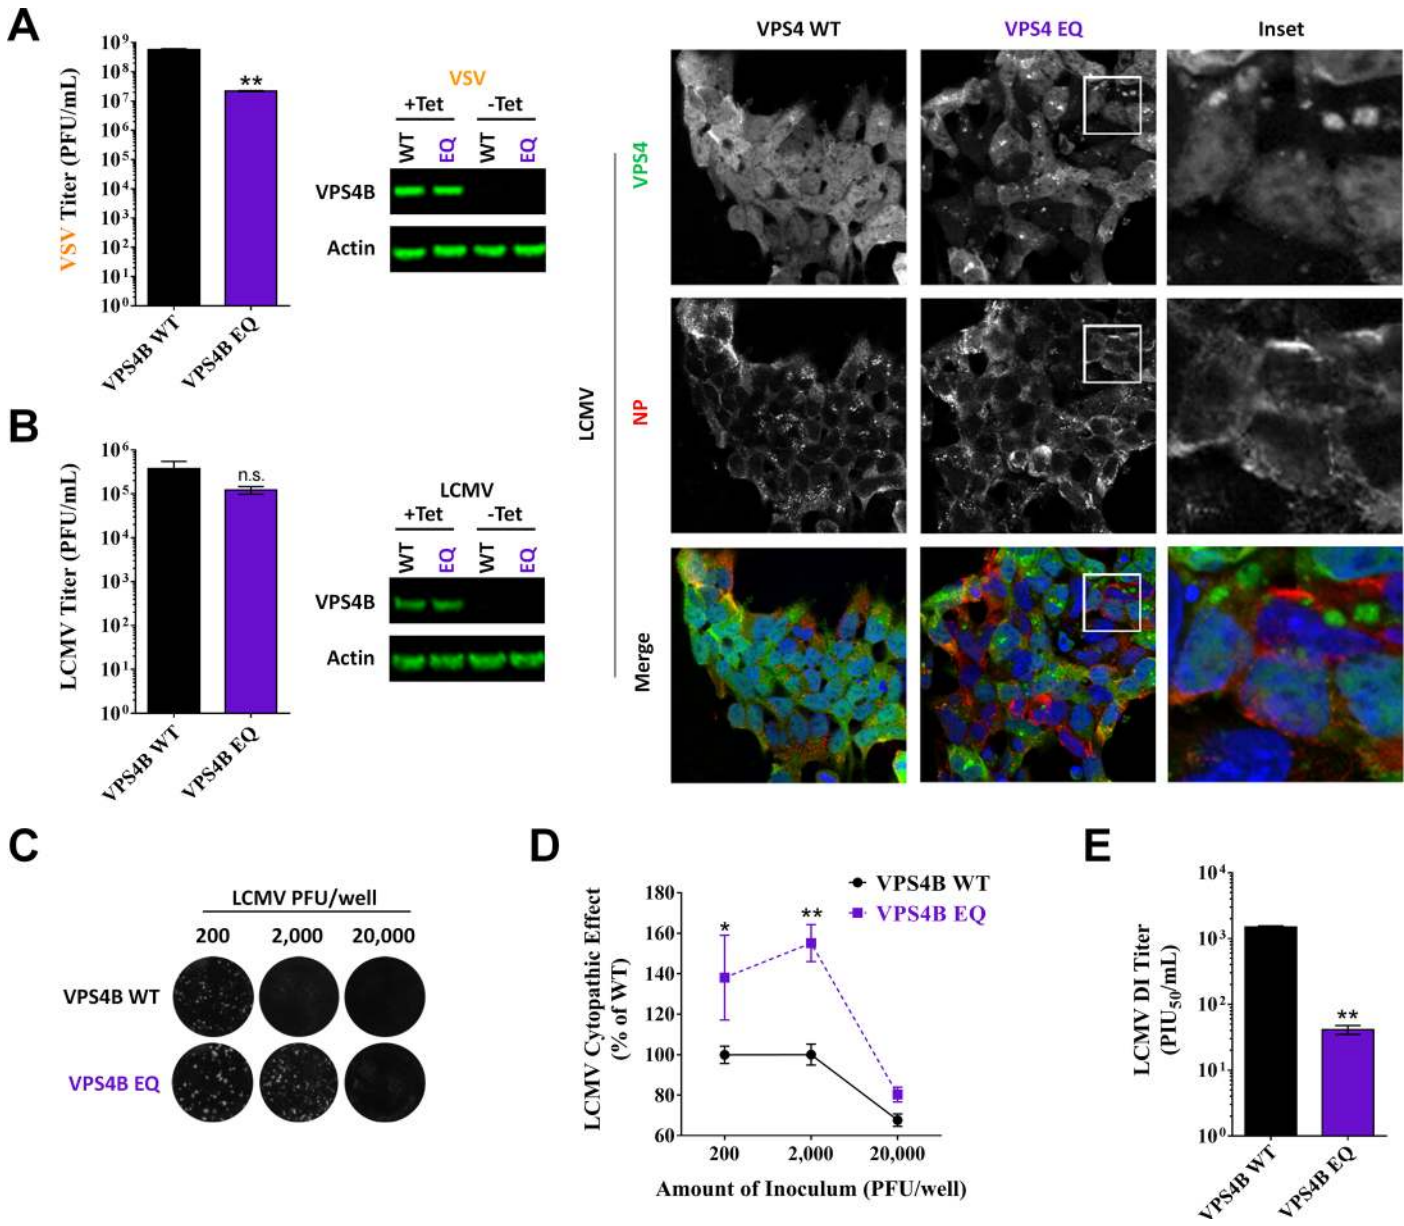 A
VSV Titer (PFU/mL)
10⁹
10⁸
10⁷
10⁶
10⁵
10⁴
10³
10²
10¹
10⁰
**
VPS4B WT
VPS4B EQ
VSV
+Tet -Tet
WT EQ WT EQ
VPS4B
Actin
VPS4 WT VPS4 EQ Inset
LCMV
VPS4
NP
Merge
B
LCMV Titer (PFU/mL)
10⁶
10⁵
10⁴
10³
10²
10¹
10⁰
n.s.
VPS4B WT
VPS4B EQ
LCMV
+Tet -Tet
WT EQ WT EQ
VPS4B
Actin
C
LCMV PFU/well
200 2,000 20,000
VPS4B WT
VPS4B EQ
D
VPS4B WT
VPS4B EQ
LCMV Cytopathic Effect
(% of WT)
180
160
140
120
100
80
60
*
**
200 2,000 20,000
Amount of Inoculum (PFU/well)
E
LCMV DI Titer
(PIU₅₀/mL)
10⁴
10³
10²
10¹
10⁰
**
VPS4B WT
VPS4B EQ